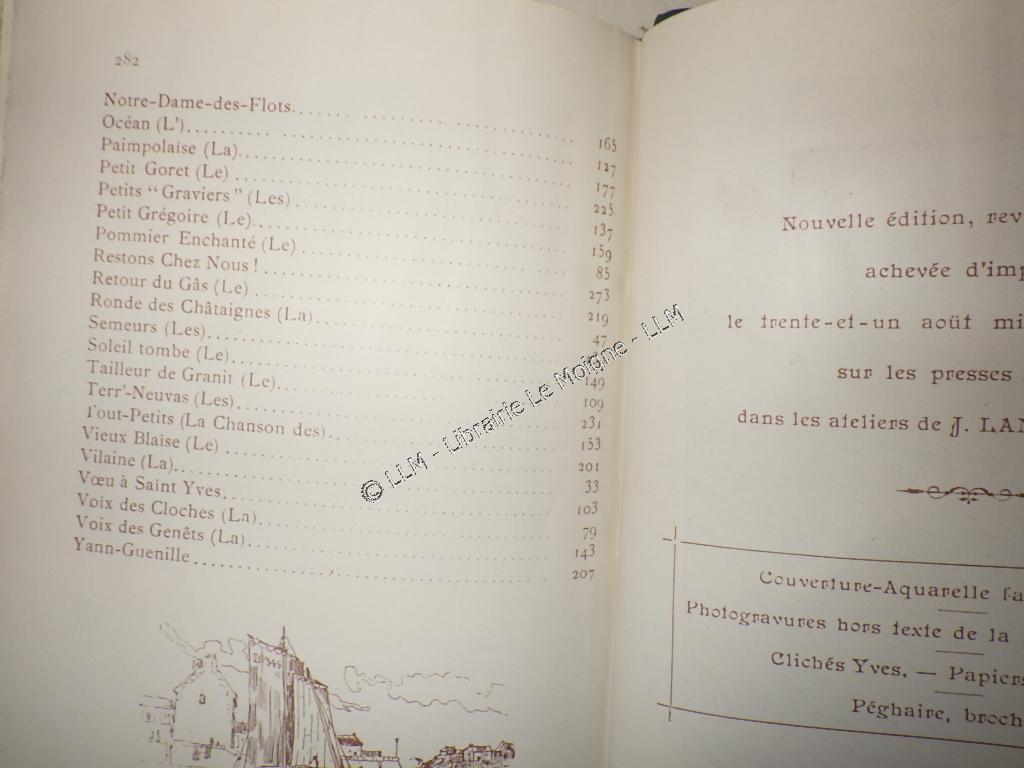 282
Notre-Dame-des-Flots 165
Océan (L') 127
Paimpolaise (La) 177
Petit Goret (Le) 225
Petits "Graviers" (Les) 137
Petit Grégoire (Le) 159
Pommier Enchanté (Le) 85
Restons Chez Nous ! 273
Retour du Gâs (Le) 219
Ronde des Châtaignes (La) 47
Semeurs (Les)
Soleil tombe (Le) 149
Tailleur de Granit (Le) 109
Terr'-Neuvas (Les) 231
Tout-Petits (La Chanson des) 153
Vieux Blaise (Le) 201
Vilaine (La) 33
Vœu à Saint Yves 103
Voix des Cloches (La) 79
Voix des Genêts (La) 143
Yann-Guenille 207
© LLM - Librairie Le Moigne - LLM
Nouvelle édition, rev
achevée d'imp
le trente-et-un août mi
sur les presses
dans les ateliers de J. LAN
Couverture-Aquarelle fa
Photogravures hors texte de la
Clichés Yves. — Papiers
Péghaire, broch